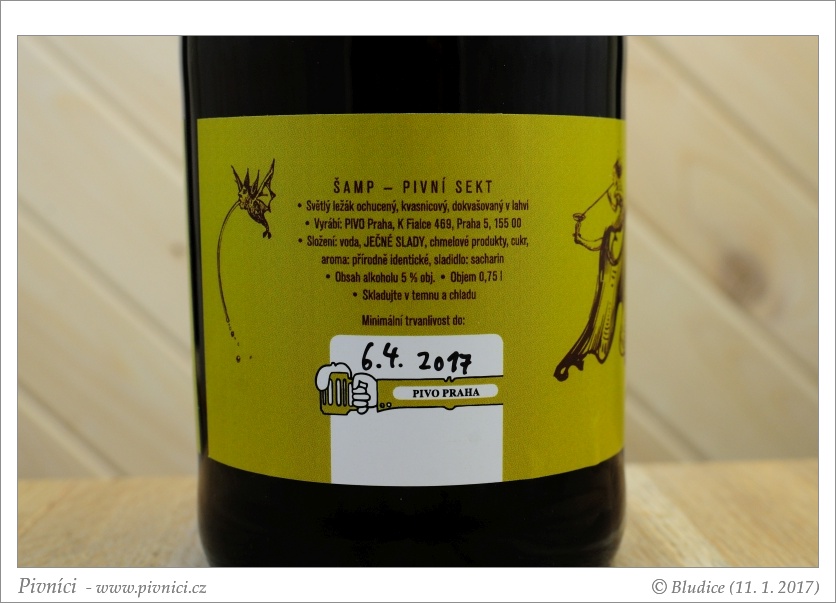 ŠAMP – PIVNÍ SEKT
• Světlý ležák ochucený, kvasnicový, dokvašovaný v lahvi
• Vyrábí: PIVO Praha, K Fialce 469, Praha 5, 155 00
• Složení: voda, JEČNÉ SLADY, chmelové produkty, cukr,
aroma: přírodně identické, sladidlo: sacharin
• Obsah alkoholu 5 % obj. • Objem 0,75 l
• Skladujte v temnu a chladu
Minimální trvanlivost do:
6.4. 2017
PIVO PRAHA
Pivníci - www.pivnici.cz
© Bludice (11. 1. 2017)